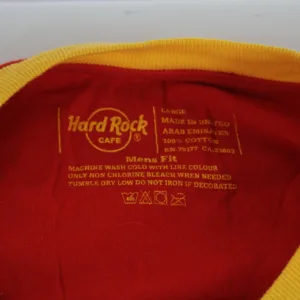 Hard Rock
CAFE
LARGE
MADE IN UNITED
ARAB EMIRATES
100% COTTON
Mens Fit
MACHINE WASH COLD WITH LIKE COLOUR
ONLY NON CHLORINE BLEACH WHEN NEEDED
TUMBLE DRY LOW DO NOT IRON IF DECORATED